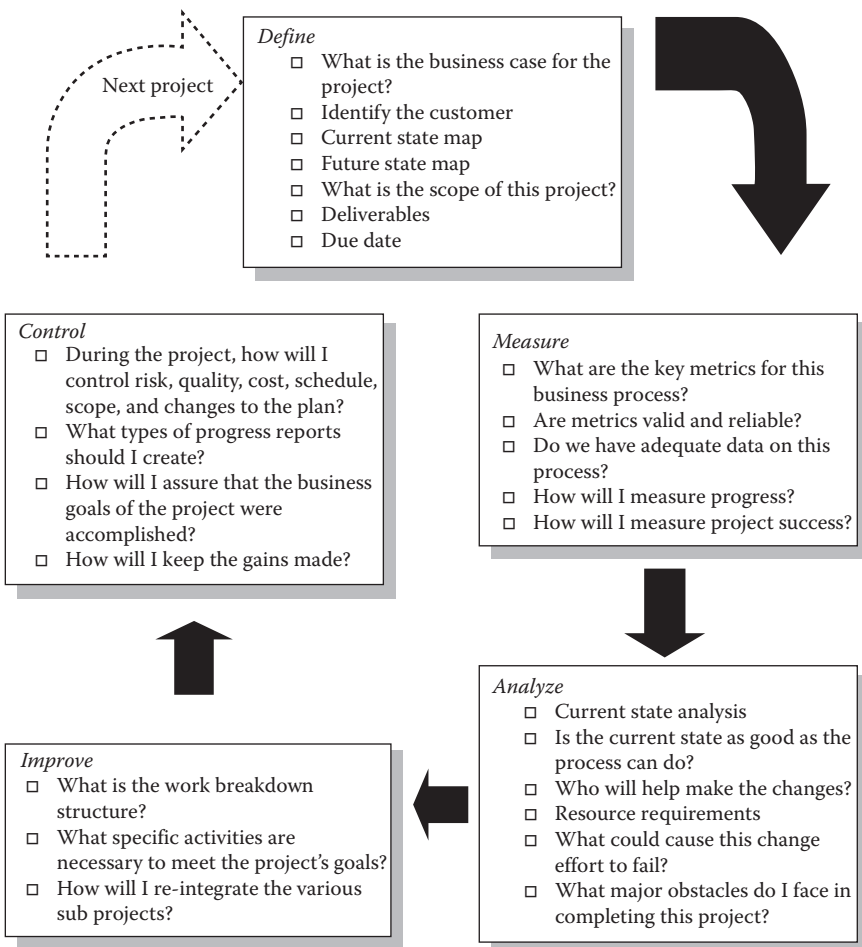 Next project
Define
□ What is the business case for the
project?
□ Identify the customer
□ Current state map
□ Future state map
□ What is the scope of this project?
□ Deliverables
□ Due date
Measure
□ What are the key metrics for this
business process?
□ Are metrics valid and reliable?
□ Do we have adequate data on this
process?
□ How will I measure progress?
□ How will I measure project success?
Analyze
□ Current state analysis
□ Is the current state as good as the
process can do?
□ Who will help make the changes?
□ Resource requirements
□ What could cause this change
effort to fail?
□ What major obstacles do I face in
completing this project?
Improve
□ What is the work breakdown
structure?
□ What specific activities are
necessary to meet the project's goals?
□ How will I re-integrate the various
sub projects?
Control
□ During the project, how will I
control risk, quality, cost, schedule,
scope, and changes to the plan?
□ What types of progress reports
should I create?
□ How will I assure that the business
goals of the project were
accomplished?
□ How will I keep the gains made?